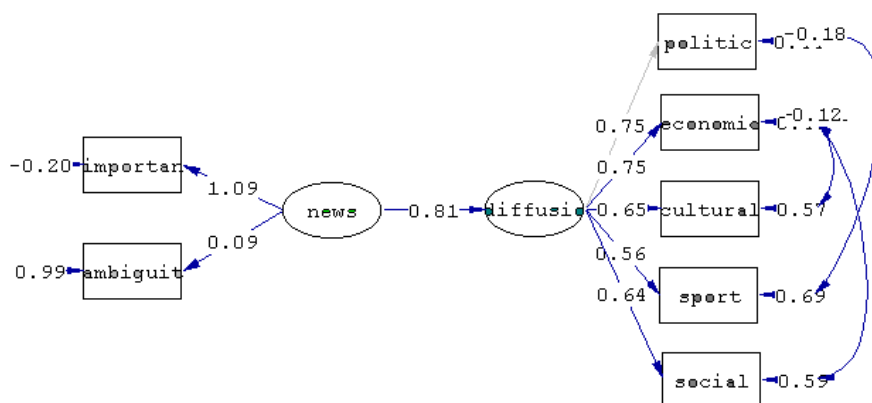 politic
-0.18
0.75
economic
-0.12
-0.20
importan
0.75
1.09
news
0.81
diffusi
0.65
cultural
0.57
0.09
0.99
ambiguit
0.56
0.64
sport
0.69
social
0.59